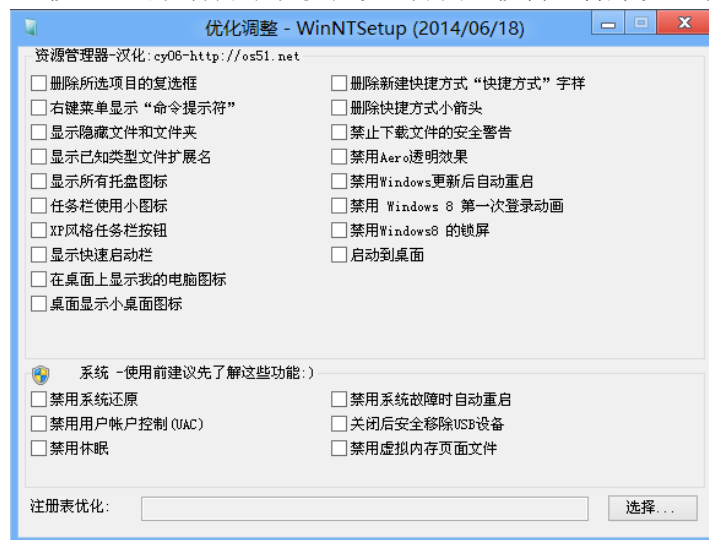 优化调整 - WinNTSetup (2014/06/18)
资源管理器-汉化:cy06-http://os51.net
删除所选项目的复选框
删除新建快捷方式“快捷方式”字样
右键菜单显示“命令提示符”
删除快捷方式小箭头
显示隐藏文件和文件夹
禁止下载文件的安全警告
显示已知类型文件扩展名
禁用Aero透明效果
显示所有托盘图标
禁用Windows更新后自动重启
任务栏使用小图标
禁用 Windows 8 第一次登录动画
XP风格任务栏按钮
禁用Windows8 的锁屏
显示快速启动栏
启动到桌面
在桌面上显示我的电脑图标
桌面显示小桌面图标
系统 -使用前建议先了解这些功能:)
禁用系统还原
禁用系统故障时自动重启
禁用用户帐户控制(UAC)
关闭后安全移除USB设备
禁用休眠
禁用虚拟内存页面文件
注册表优化:
选择...